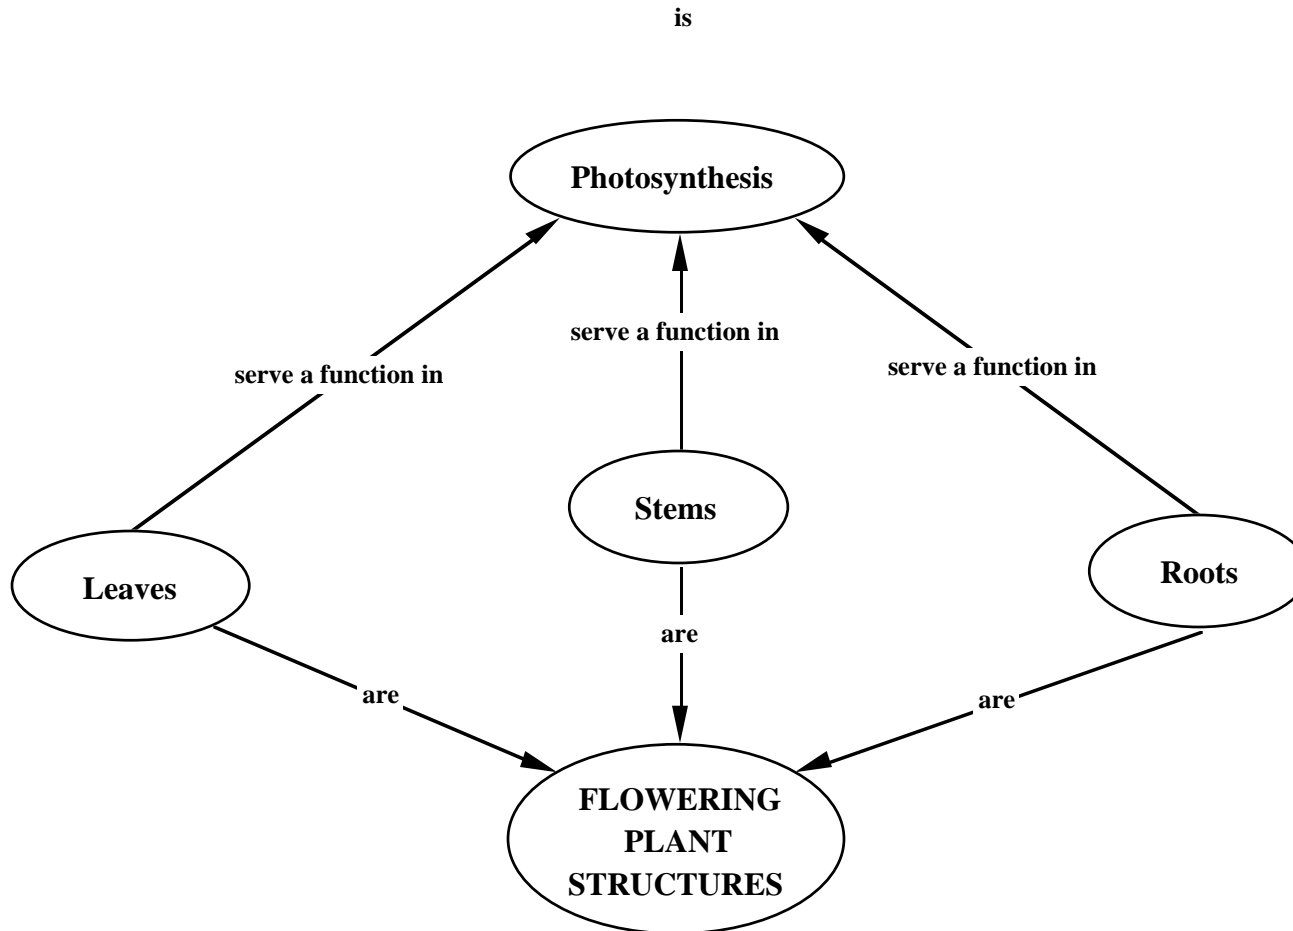 is
Photosynthesis
serve a function in
serve a function in
serve a function in
Stems
Leaves
Roots
are
are
are
FLOWERING
PLANT
STRUCTURES